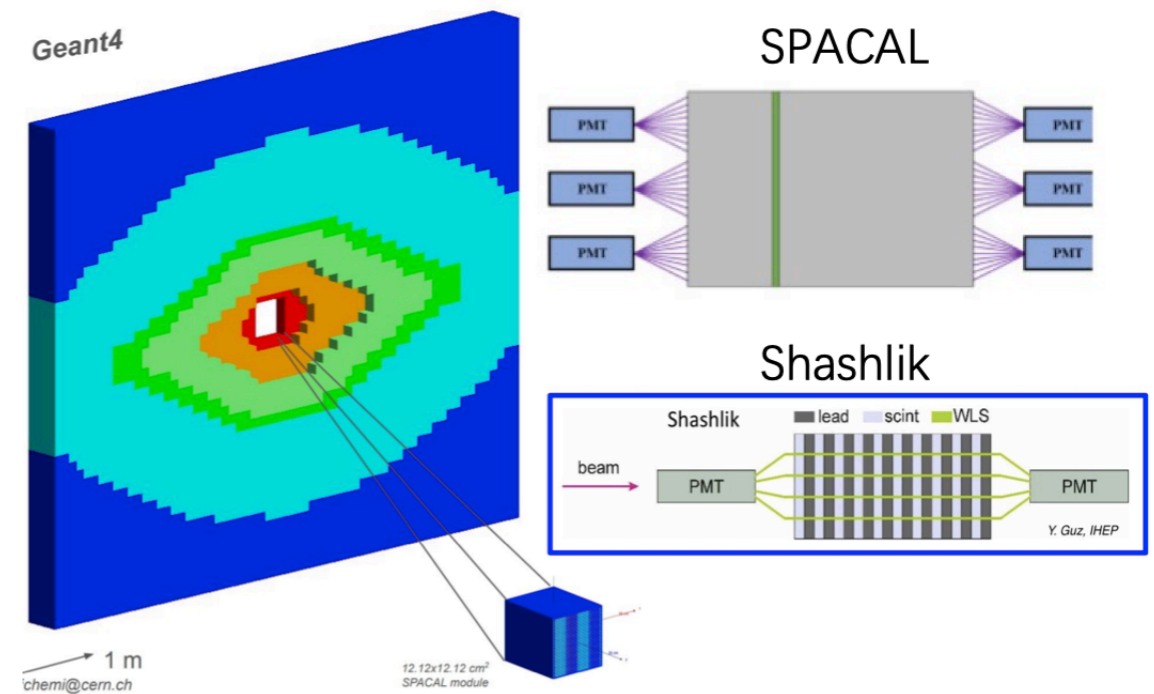 Geant4
SPACAL
PMT
PMT
PMT
PMT
PMT
PMT
Shashlik
Shashlik
lead scint WLS
beam
PMT
PMT
Y. Guz, IHEP
1 m
12.12x12.12 cm²
SPACAL module
chemi@cern.ch